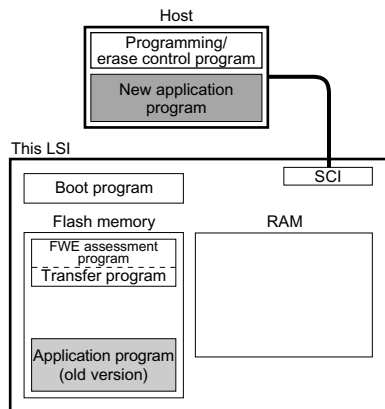 Host
Programming/
erase control program
New application
program
This LSI
SCI
Boot program
Flash memory
RAM
FWE assessment
program
Transfer program
Application program
(old version)